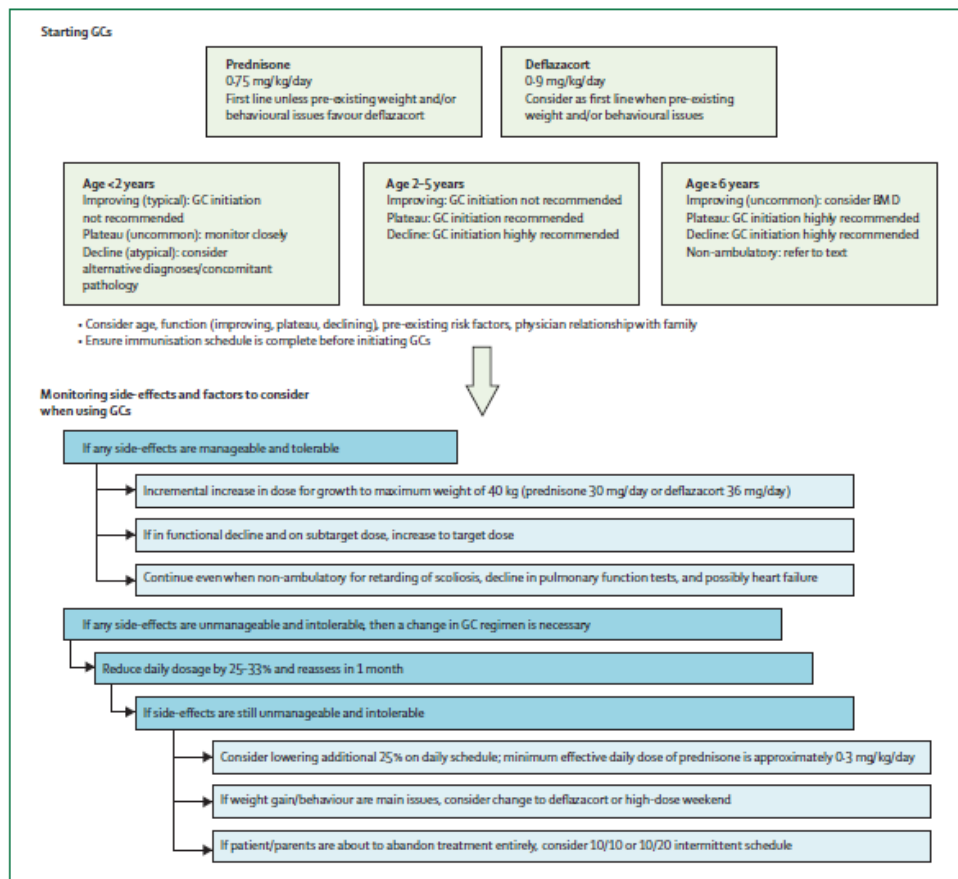 Starting GCs
Prednisone
0·75 mg/kg/day
First line unless pre-existing weight and/or
behavioural issues favour deflazacort
Deflazacort
0·9 mg/kg/day
Consider as first line when pre-existing
weight and/or behavioural issues
Age <2 years
Improving (typical): GC initiation
not recommended
Plateau (uncommon): monitor closely
Decline (atypical): consider
alternative diagnoses/concomitant
pathology
Age 2–5 years
Improving: GC initiation not recommended
Plateau: GC initiation recommended
Decline: GC initiation highly recommended
Age ≥6 years
Improving (uncommon): consider BMD
Plateau: GC initiation highly recommended
Decline: GC initiation highly recommended
Non-ambulatory: refer to text
• Consider age, function (improving, plateau, declining), pre-existing risk factors, physician relationship with family
• Ensure immunisation schedule is complete before initiating GCs
Monitoring side-effects and factors to consider
when using GCs
If any side-effects are manageable and tolerable
Incremental increase in dose for growth to maximum weight of 40 kg (prednisone 30 mg/day or deflazacort 36 mg/day)
If in functional decline and on subtarget dose, increase to target dose
Continue even when non-ambulatory for retarding of scoliosis, decline in pulmonary function tests, and possibly heart failure
If any side-effects are unmanageable and intolerable, then a change in GC regimen is necessary
Reduce daily dosage by 25–33% and reassess in 1 month
If side-effects are still unmanageable and intolerable
Consider lowering additional 25% on daily schedule; minimum effective daily dose of prednisone is approximately 0·3 mg/kg/day
If weight gain/behaviour are main issues, consider change to deflazacort or high-dose weekend
If patient/parents are about to abandon treatment entirely, consider 10/10 or 10/20 intermittent schedule